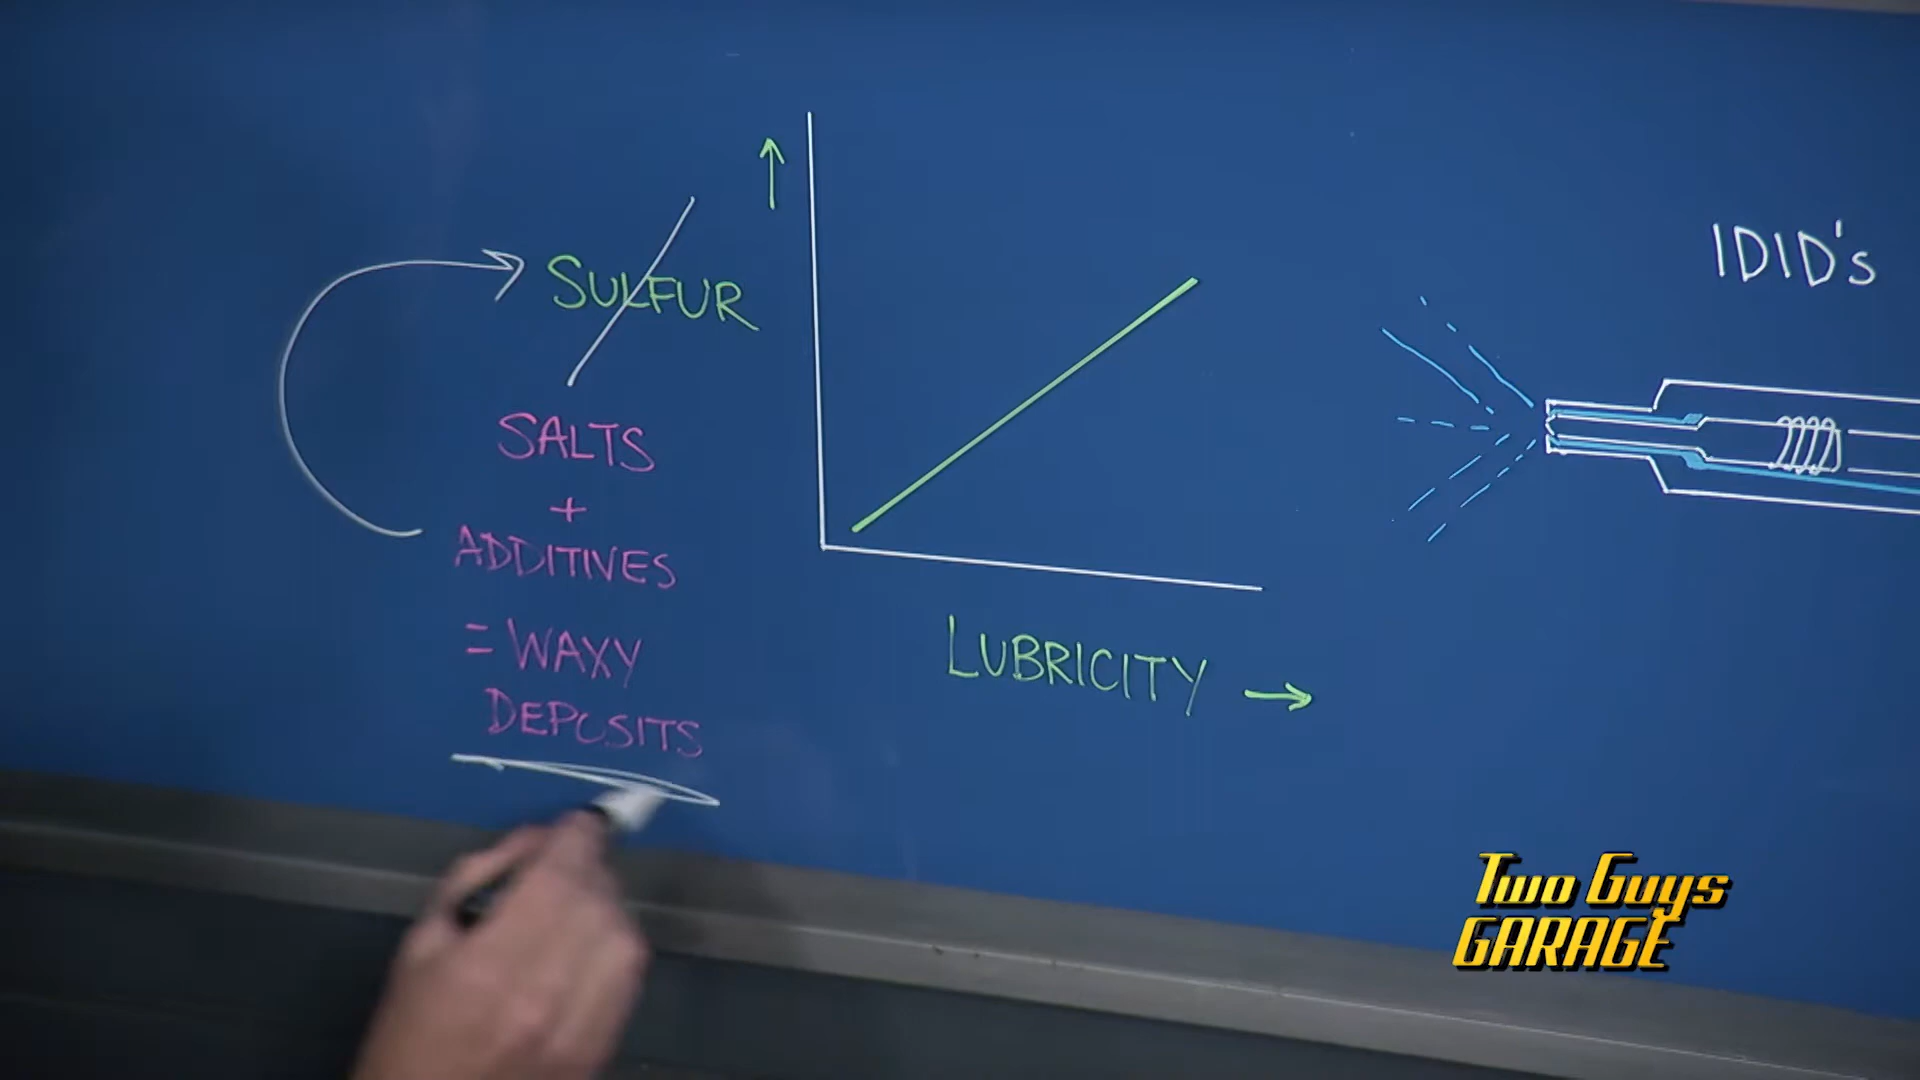 SULFUR
SALTS
+
ADDITIVES
= WAXY
DEPOSITS
LUBRICITY →
IDID's
Two Guys
GARAGE